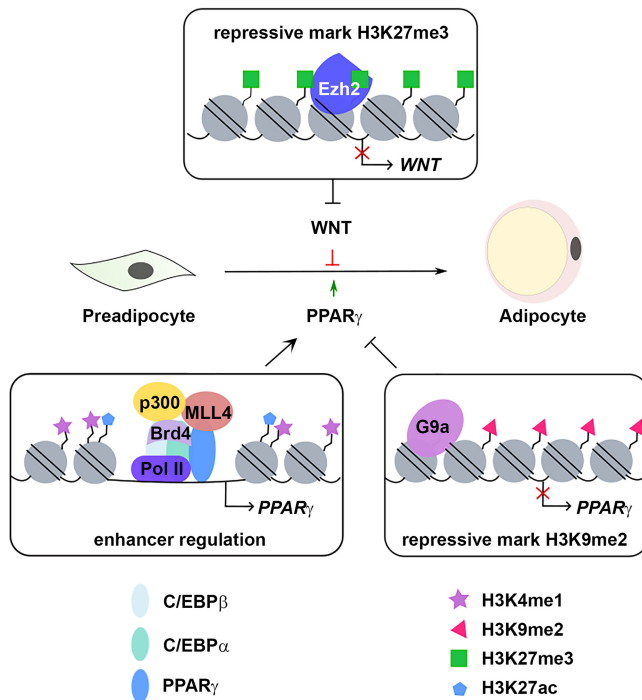 repressive mark H3K27me3
Ezh2
WNT
WNT
Preadipocyte
PPARγ
Adipocyte
p300
MLL4
Brd4
Pol II
PPARγ
enhancer regulation
G9a
PPARγ
repressive mark H3K9me2
C/EBPβ
C/EBPα
PPARγ
H3K4me1
H3K9me2
H3K27me3
H3K27ac